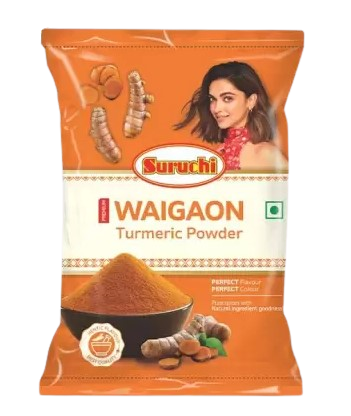 Suruchi
PREMIUM
WAIGAON
Turmeric Powder
PERFECT Flavour
PERFECT Colour
Natural ingredient goodness